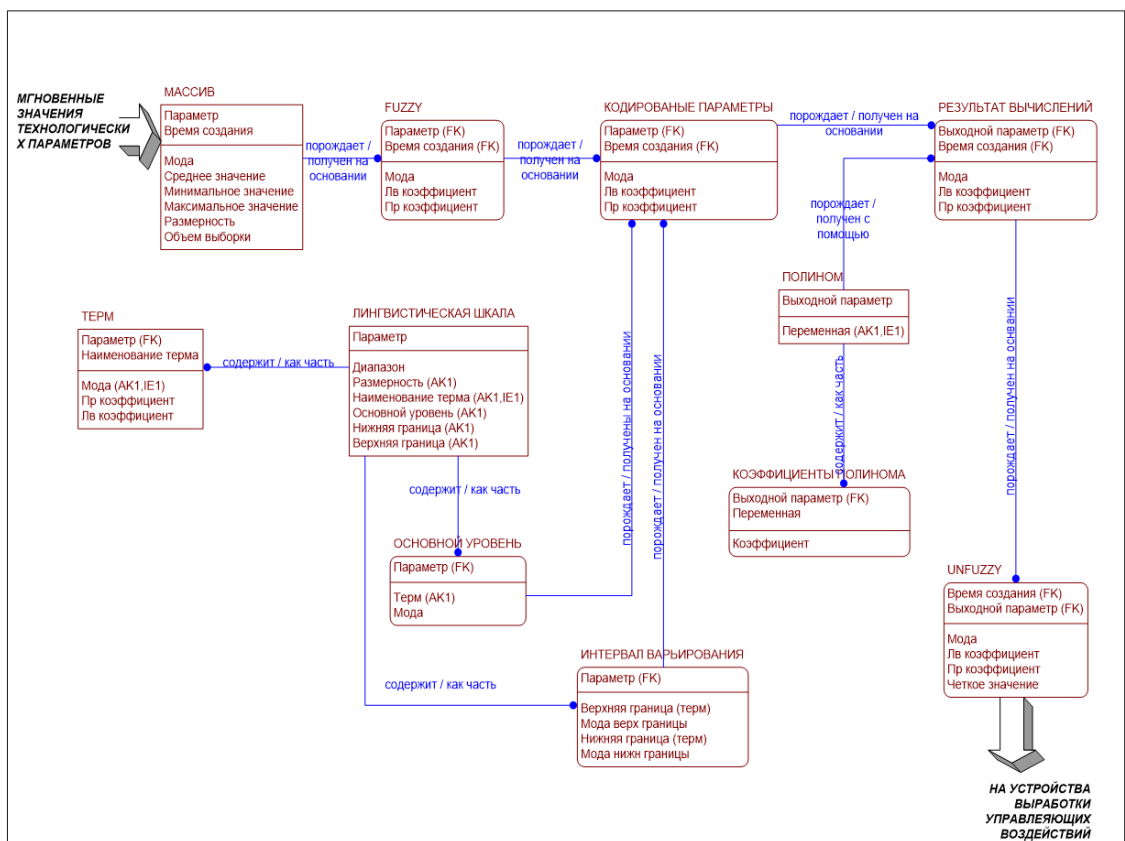 МГНОВЕННЫЕ
ЗНАЧЕНИЯ
ТЕХНОЛОГИЧЕСКИ
Х ПАРАМЕТРОВ
МАССИВ
Параметр
Время создания
Мода
Среднее значение
Минимальное значение
Максимальное значение
Размерность
Объем выборки
порождает /
получен на
основании
FUZZY
Параметр (FK)
Время создания (FK)
Мода
Лв коэффициент
Пр коэффициент
порождает /
получен на
основании
КОДИРОВАНЫЕ ПАРАМЕТРЫ
Параметр (FK)
Время создания (FK)
Мода
Лв коэффициент
Пр коэффициент
порождает / получен на
основании
РЕЗУЛЬТАТ ВЫЧИСЛЕНИЙ
Выходной параметр (FK)
Время создания (FK)
Мода
Лв коэффициент
Пр коэффициент
порождает /
получен с
помощью
ПОЛИНОМ
Выходной параметр
Переменная (AK1,IE1)
ТЕРМ
Параметр (FK)
Наименование терма
Мода (AK1,IE1)
Пр коэффициент
Лв коэффициент
содержит / как часть
ЛИНГВИСТИЧЕСКАЯ ШКАЛА
Параметр
Диапазон
Размерность (AK1)
Наименование терма (AK1,IE1)
Основной уровень (AK1)
Нижняя граница (AK1)
Верхняя граница (AK1)
порождает / получены на основании
порождает / получен на основании
содержит / как часть
порождает / получен на оснвании
содержит / как часть
КОЭФФИЦИЕНТЫ ПОЛИНОМА
Выходной параметр (FK)
Переменная
Коэффициент
ОСНОВНОЙ УРОВЕНЬ
Параметр (FK)
Терм (AK1)
Мода
содержит / как часть
ИНТЕРВАЛ ВАРЬИРОВАНИЯ
Параметр (FK)
Верхняя граница (терм)
Мода верх границы
Нижняя граница (терм)
Мода нижн границы
UNFUZZY
Время создания (FK)
Выходной параметр (FK)
Мода
Лв коэффициент
Пр коэффициент
Четкое значение
НА УСТРОЙСТВА
ВЫРАБОТКИ
УПРАВЛЕЯЮЩИХ
ВОЗДЕЙСТВИЙ